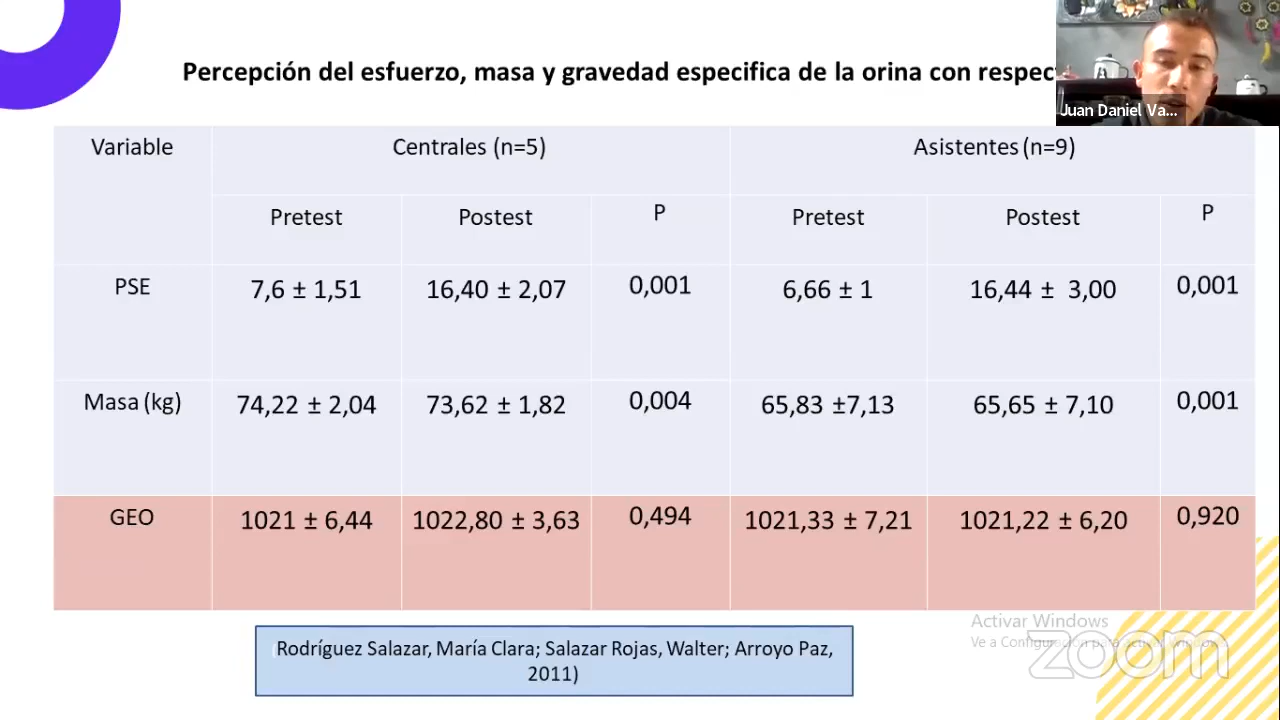 Percepción del esfuerzo, masa y gravedad especifica de la orina con
Juan Daniel Va...
Variable Centrales (n=5) Asistentes (n=9)
Pretest Postest P Pretest Postest P
PSE 7,6 ± 1,51 16,40 ± 2,07 0,001 6,66 ± 1 16,44 ± 3,00 0,001
Masa (kg) 74,22 ± 2,04 73,62 ± 1,82 0,004 65,83 ±7,13 65,65 ± 7,10 0,001
GEO 1021 ± 6,44 1022,80 ± 3,63 0,494 1021,33 ± 7,21 1021,22 ± 6,20 0,920
Rodríguez Salazar, María Clara; Salazar Rojas, Walter; Arroyo Paz,
2011)
Activar Windows
Ve a Configuración para activar Windows.
zoom